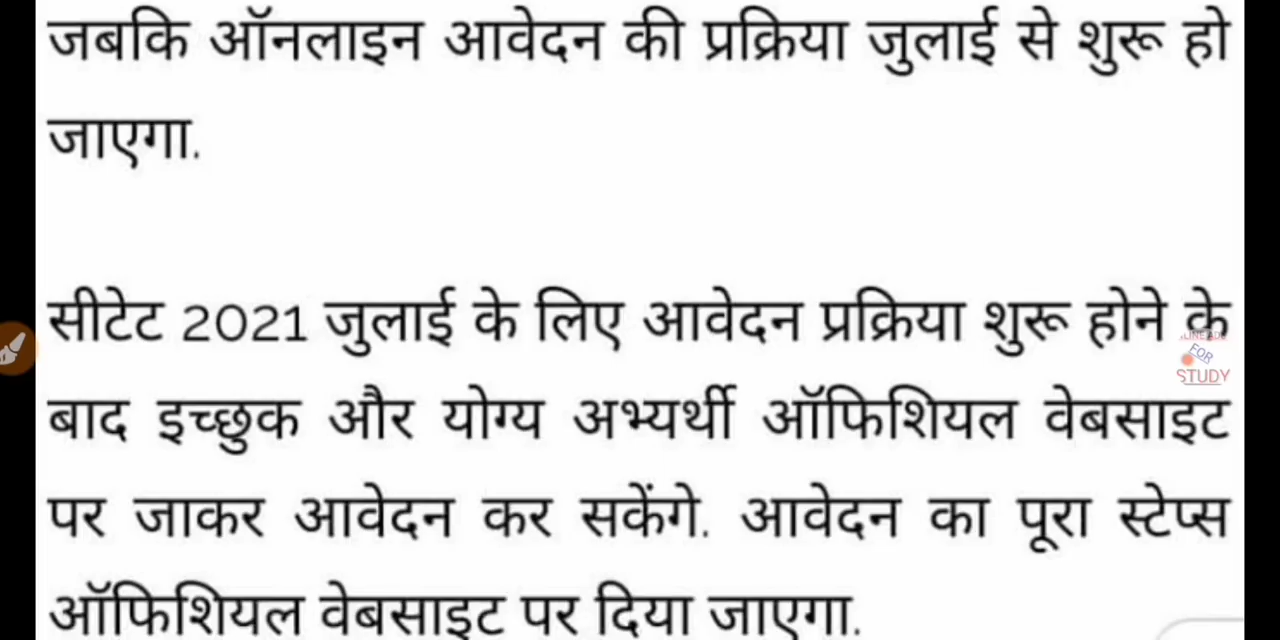 जबकि ऑनलाइन आवेदन की प्रक्रिया जुलाई से शुरू हो
जाएगा.
सीटेट 2021 जुलाई के लिए आवेदन प्रक्रिया शुरू होने के
बाद इच्छुक और योग्य अभ्यर्थी ऑफिशियल वेबसाइट
पर जाकर आवेदन कर सकेंगे. आवेदन का पूरा स्टेप्स
ऑफिशियल वेबसाइट पर दिया जाएगा.
FOR
STUDY